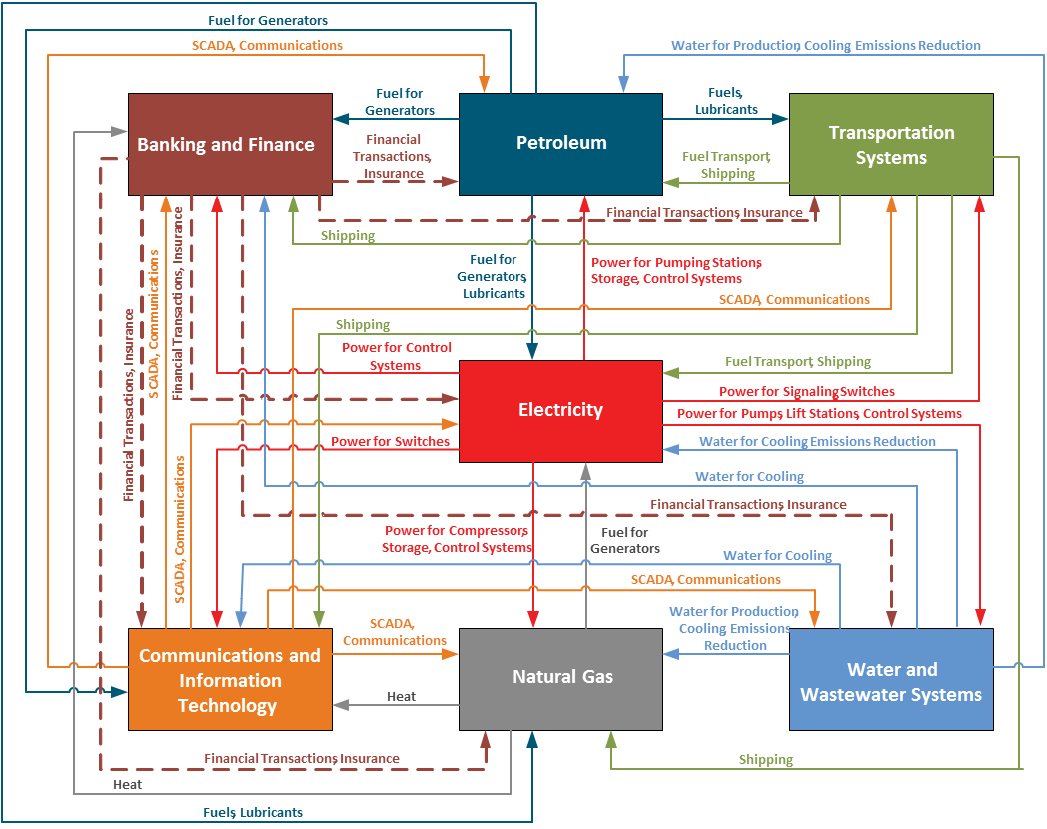 Fuel for Generators
SCADA, Communications
Water for Production, Cooling, Emissions Reduction
Fuel for
Generators
Fuels,
Lubricants
Banking and Finance
Financial
Transactions,
Insurance
Petroleum
Fuel Transport,
Shipping
Transportation
Systems
Financial Transactions, Insurance
Shipping
Fuel for
Generators,
Lubricants
Power for Pumping Stations,
Storage, Control Systems
SCADA, Communications
Financial Transactions, Insurance
SCADA, Communications
Financial Transactions, Insurance
Shipping
Power for Control
Systems
Fuel Transport, Shipping
Electricity
Power for Signaling Switches
Power for Pumps, Lift Stations, Control Systems
Power for Switches
Water for Cooling Emissions Reduction
Water for Cooling
SCADA, Communications
Financial Transactions, Insurance
Power for Compressors,
Storage, Control Systems
Fuel for
Generators
Water for Cooling
SCADA, Communications
SCADA,
Communications
Water for Production,
Cooling, Emissions
Reduction
Communications and
Information
Technology
Natural Gas
Water and
Wastewater Systems
Heat
Financial Transactions, Insurance
Shipping
Heat
Fuels, Lubricants